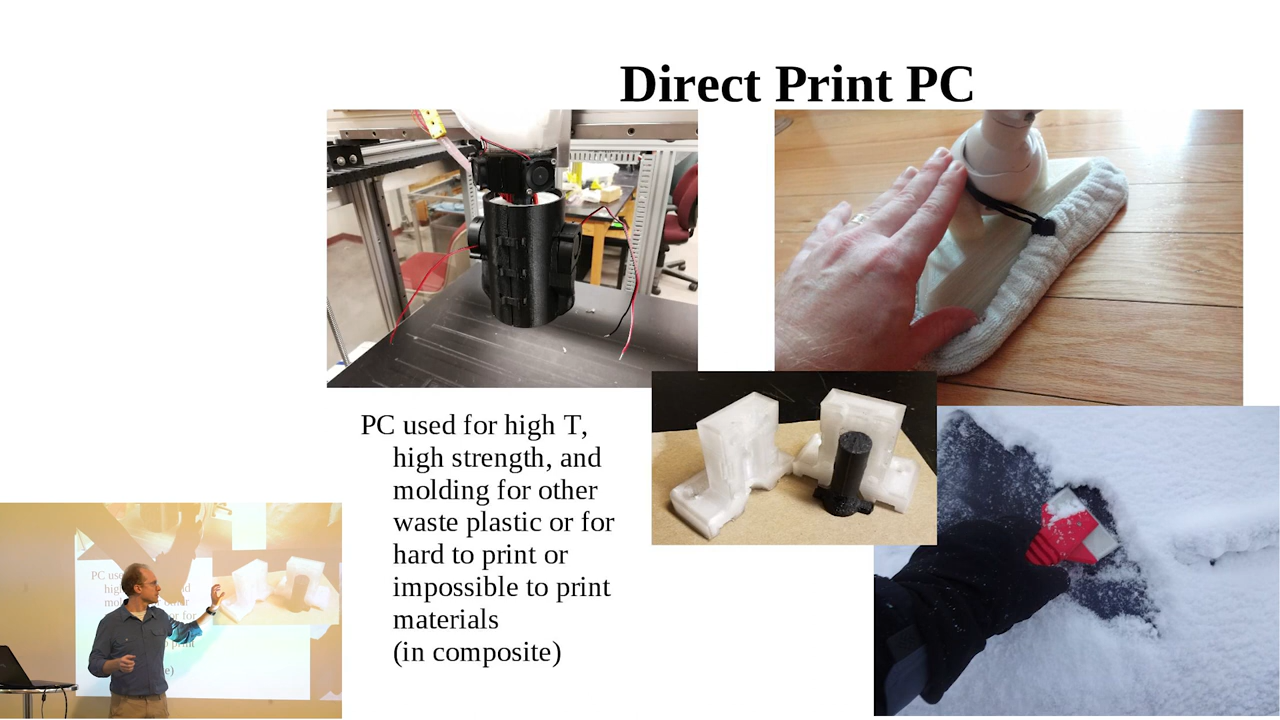 Direct Print PC
PC used for high T,
high strength, and
molding for other
waste plastic or for
hard to print or
impossible to print
materials
(in composite)